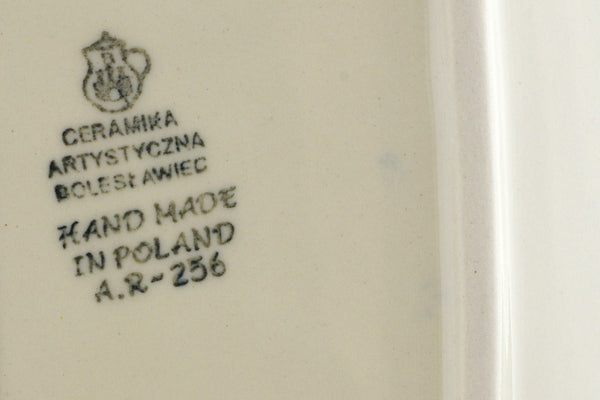 CERAMIKA
ARTYSTYCZNA
BOLESŁAWIEC
HAND MADE
IN POLAND
A.R-256